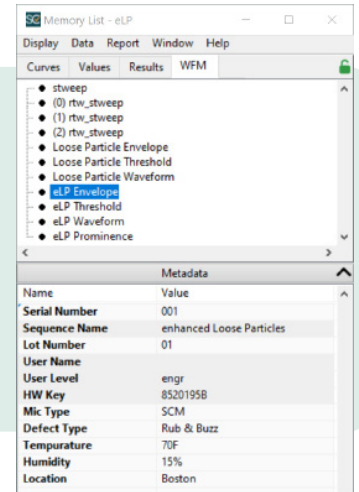 SC Memory List - eLP
Display Data Report Window Help
Curves Values Results WFM
stweep
(0) rtw_stweep
(1) rtw_stweep
(2) rtw_stweep
Loose Particle Envelope
Loose Particle Threshold
Loose Particle Waveform
eLP Envelope
eLP Threshold
eLP Waveform
eLP Prominence
Metadata
Name Value
Serial Number 001
Sequence Name enhanced Loose Particles
Lot Number 01
User Name
User Level engr
HW Key 8520195B
Mic Type SCM
Defect Type Rub & Buzz
Tempurature 70F
Humidity 15%
Location Boston